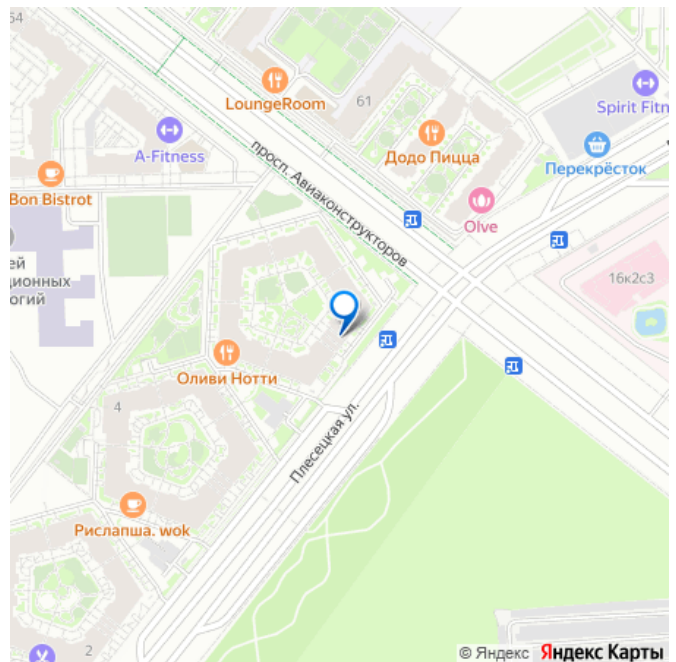 54
LoungeRoom
61
Spirit Fitn
A-Fitness
просп. Авиаконструкторов
Додо Пицца
Перекрёсток
Bon Bistrot
Olve
ей
ционных
огий
16к2с3
Оливи Нотти
4
Плесецкая ул.
Рислапша. wok
2
© Яндекс Яндекс Карты